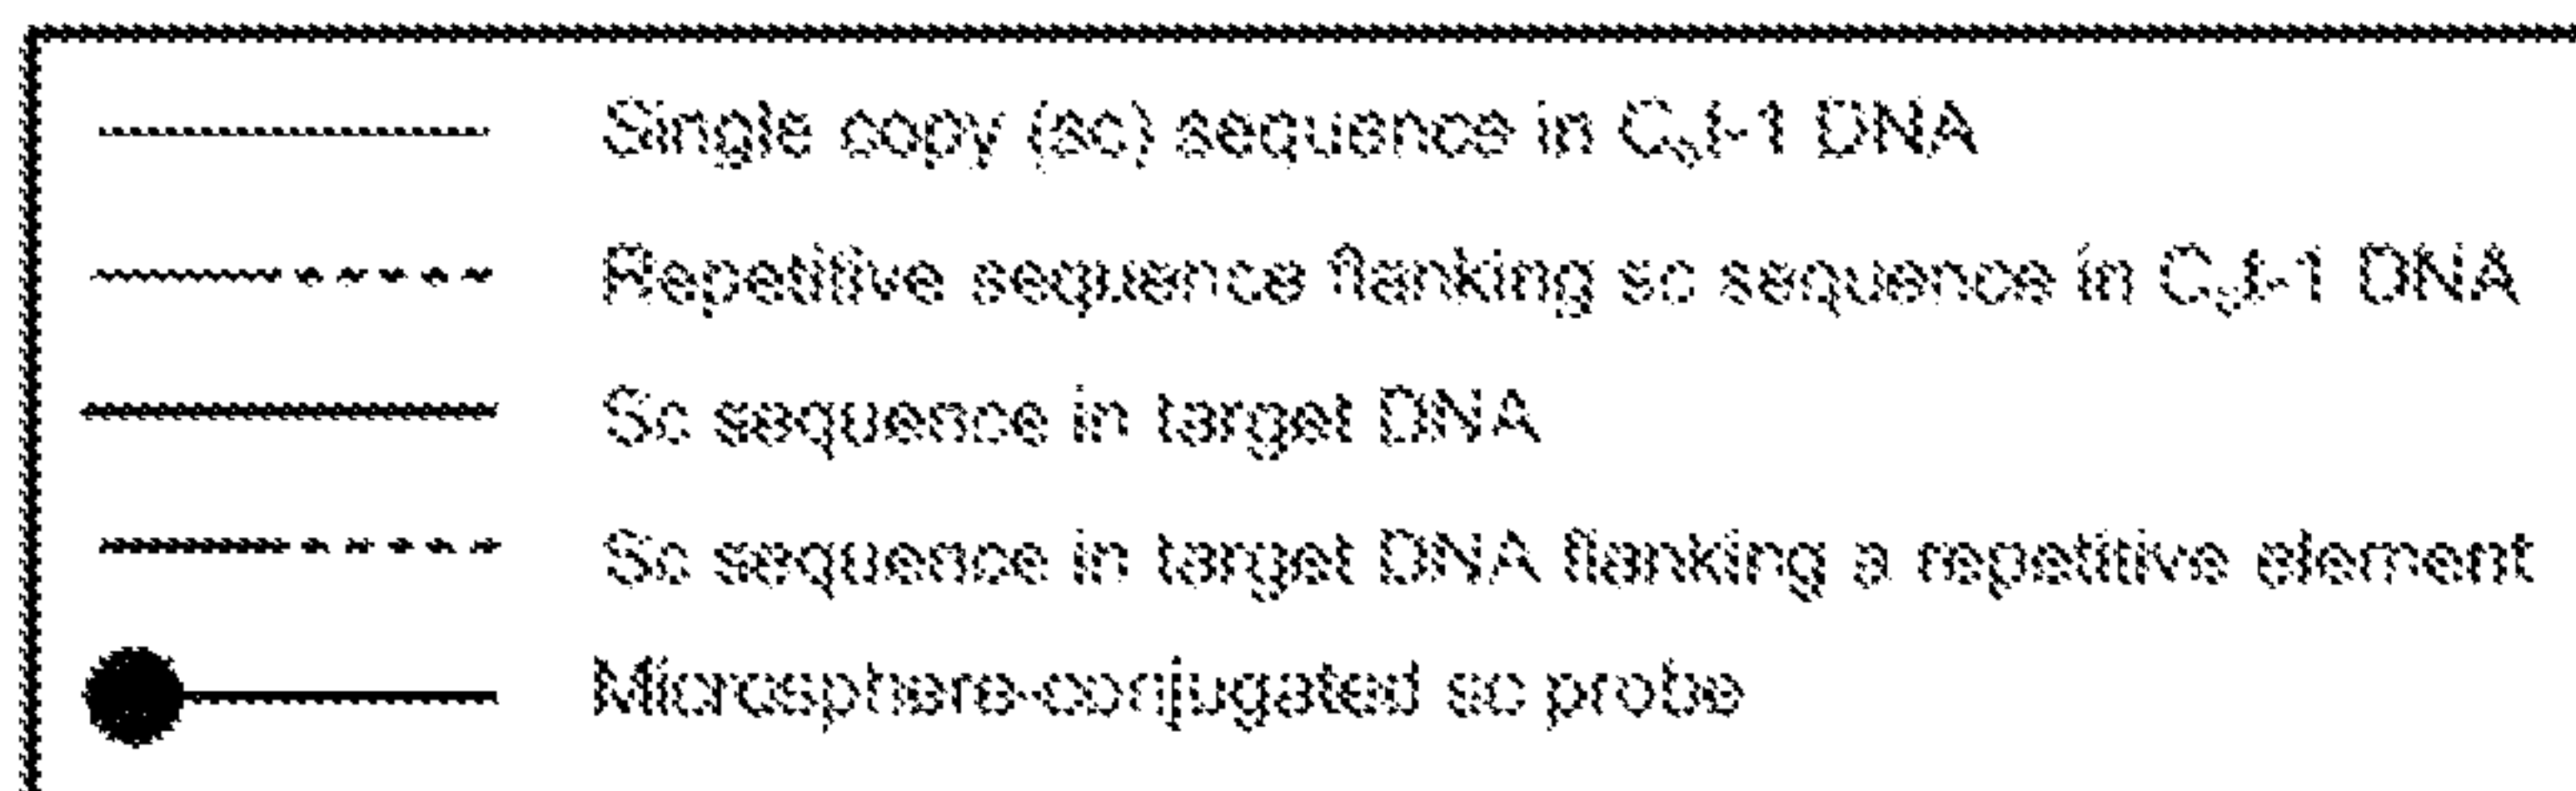 Single copy (sc) sequence in C₀t-1 DNA
Repetitive sequence flanking sc sequence in C₀t-1 DNA
Sc sequence in target DNA
Sc sequence in target DNA flanking a repetitive element
Microsphere-conjugated sc probe